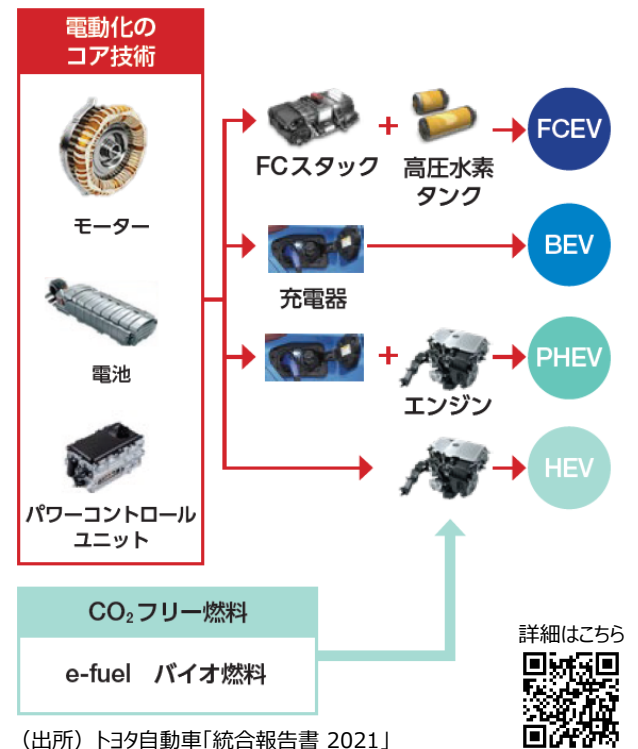 電動化の
コア技術
モーター
電池
パワーコントロール
ユニット
FCスタック
+
高圧水素
タンク
FCEV
充電器
BEV
+
エンジン
PHEV
HEV
CO₂フリー燃料
e-fuel バイオ燃料
詳細はこちら
（出所）トヨタ自動車「統合報告書 2021」